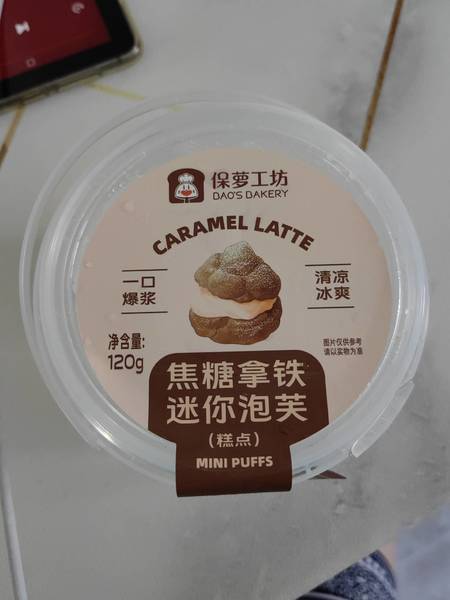 保萝工坊
BAO'S BAKERY
CARAMEL LATTE
一口
爆浆
清凉
冰爽
净含量:
120g
图片仅供参考
请以实物为准
焦糖拿铁
迷你泡芙
(糕点)
MINI PUFFS